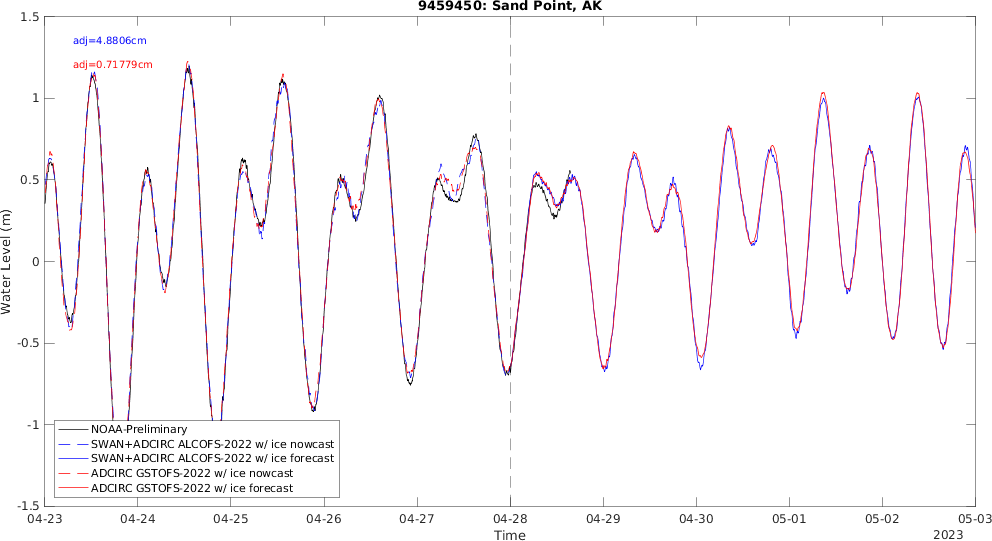 9459450: Sand Point, AK
1.5
adj=4.8806cm
adj=0.71779cm
1
0.5
0
-0.5
-1
-1.5
Water Level (m)
NOAA-Preliminary
SWAN+ADCIRC ALCOFS-2022 w/ ice nowcast
SWAN+ADCIRC ALCOFS-2022 w/ ice forecast
ADCIRC GSTOFS-2022 w/ ice nowcast
ADCIRC GSTOFS-2022 w/ ice forecast
04-23 04-24 04-25 04-26 04-27 04-28 04-29 04-30 05-01 05-02 05-03
Time
2023